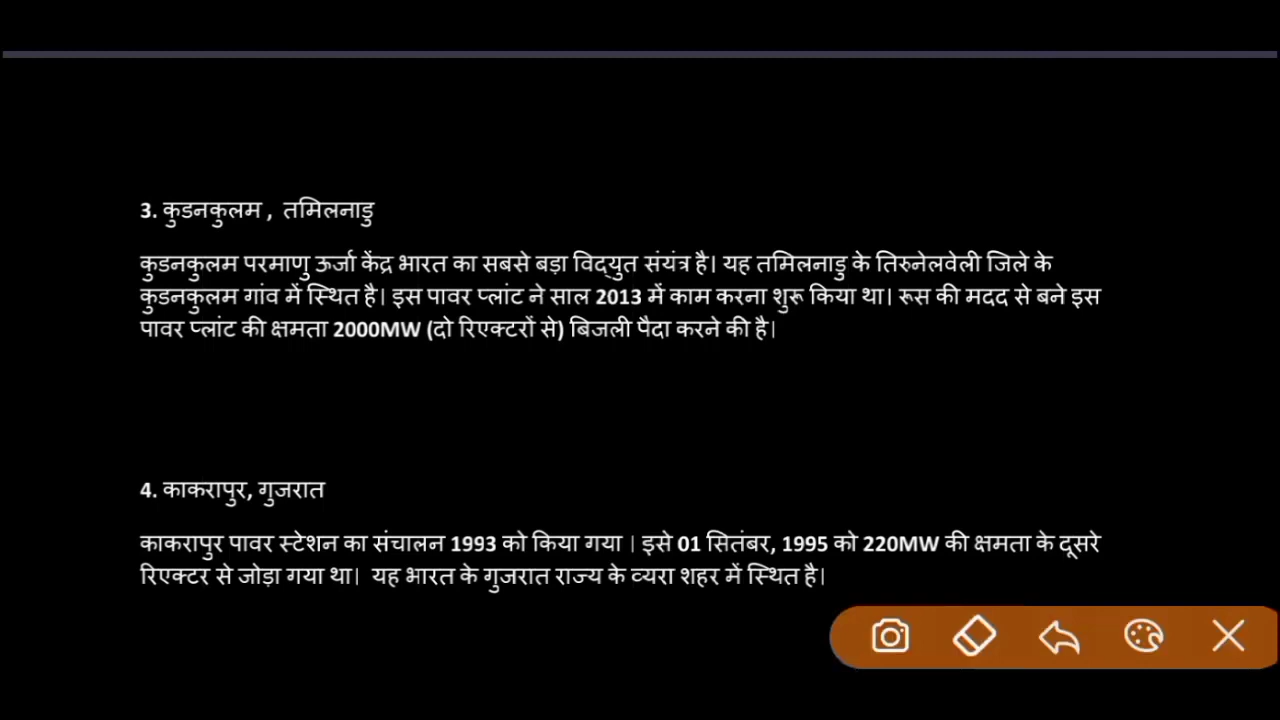 3. कुडनकुलम , तमिलनाडु
कुडनकुलम परमाणु ऊर्जा केंद्र भारत का सबसे बड़ा विद्युत संयंत्र है। यह तमिलनाडु के तिरुनेलवेली जिले के
कुडनकुलम गांव में स्थित है। इस पावर प्लांट ने साल 2013 में काम करना शुरू किया था। रूस की मदद से बने इस
पावर प्लांट की क्षमता 2000MW (दो रिएक्टरों से) बिजली पैदा करने की है।
4. काकरापुर, गुजरात
काकरापुर पावर स्टेशन का संचालन 1993 को किया गया । इसे 01 सितंबर, 1995 को 220MW की क्षमता के दूसरे
रिएक्टर से जोड़ा गया था। यह भारत के गुजरात राज्य के व्यरा शहर में स्थित है।